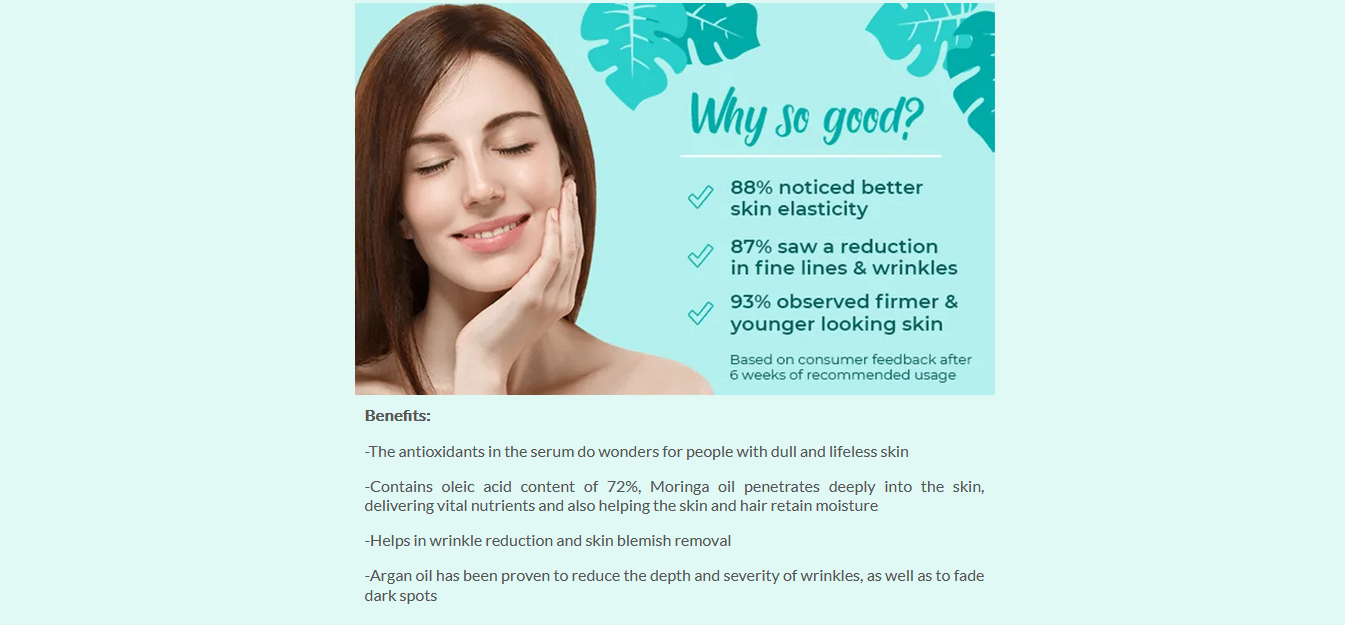 Why so good?
88% noticed better
skin elasticity
87% saw a reduction
in fine lines & wrinkles
93% observed firmer &
younger looking skin
Based on consumer feedback after
6 weeks of recommended usage
Benefits:
-The antioxidants in the serum do wonders for people with dull and lifeless skin
-Contains oleic acid content of 72%, Moringa oil penetrates deeply into the skin,
delivering vital nutrients and also helping the skin and hair retain moisture
-Helps in wrinkle reduction and skin blemish removal
-Argan oil has been proven to reduce the depth and severity of wrinkles, as well as to fade
dark spots